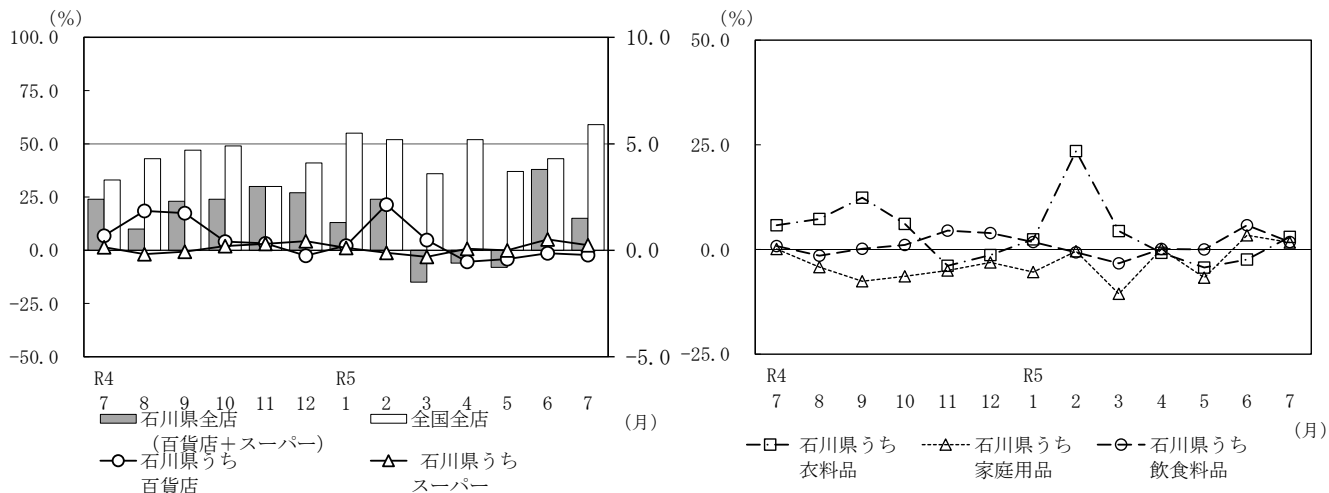 (%)
100.0
75.0
50.0
25.0
0.0
-25.0
-50.0
10.0
5.0
0.0
-5.0
R4 R5
7 8 9 10 11 12 1 2 3 4 5 6 7
(月)
石川県全店
(百貨店+スーパー)
全国全店
石川県うち
百貨店
石川県うち
スーパー
(%)
50.0
25.0
0.0
-25.0
R4 R5
7 8 9 10 11 12 1 2 3 4 5 6 7
(月)
石川県うち
衣料品
石川県うち
家庭用品
石川県うち
飲食料品